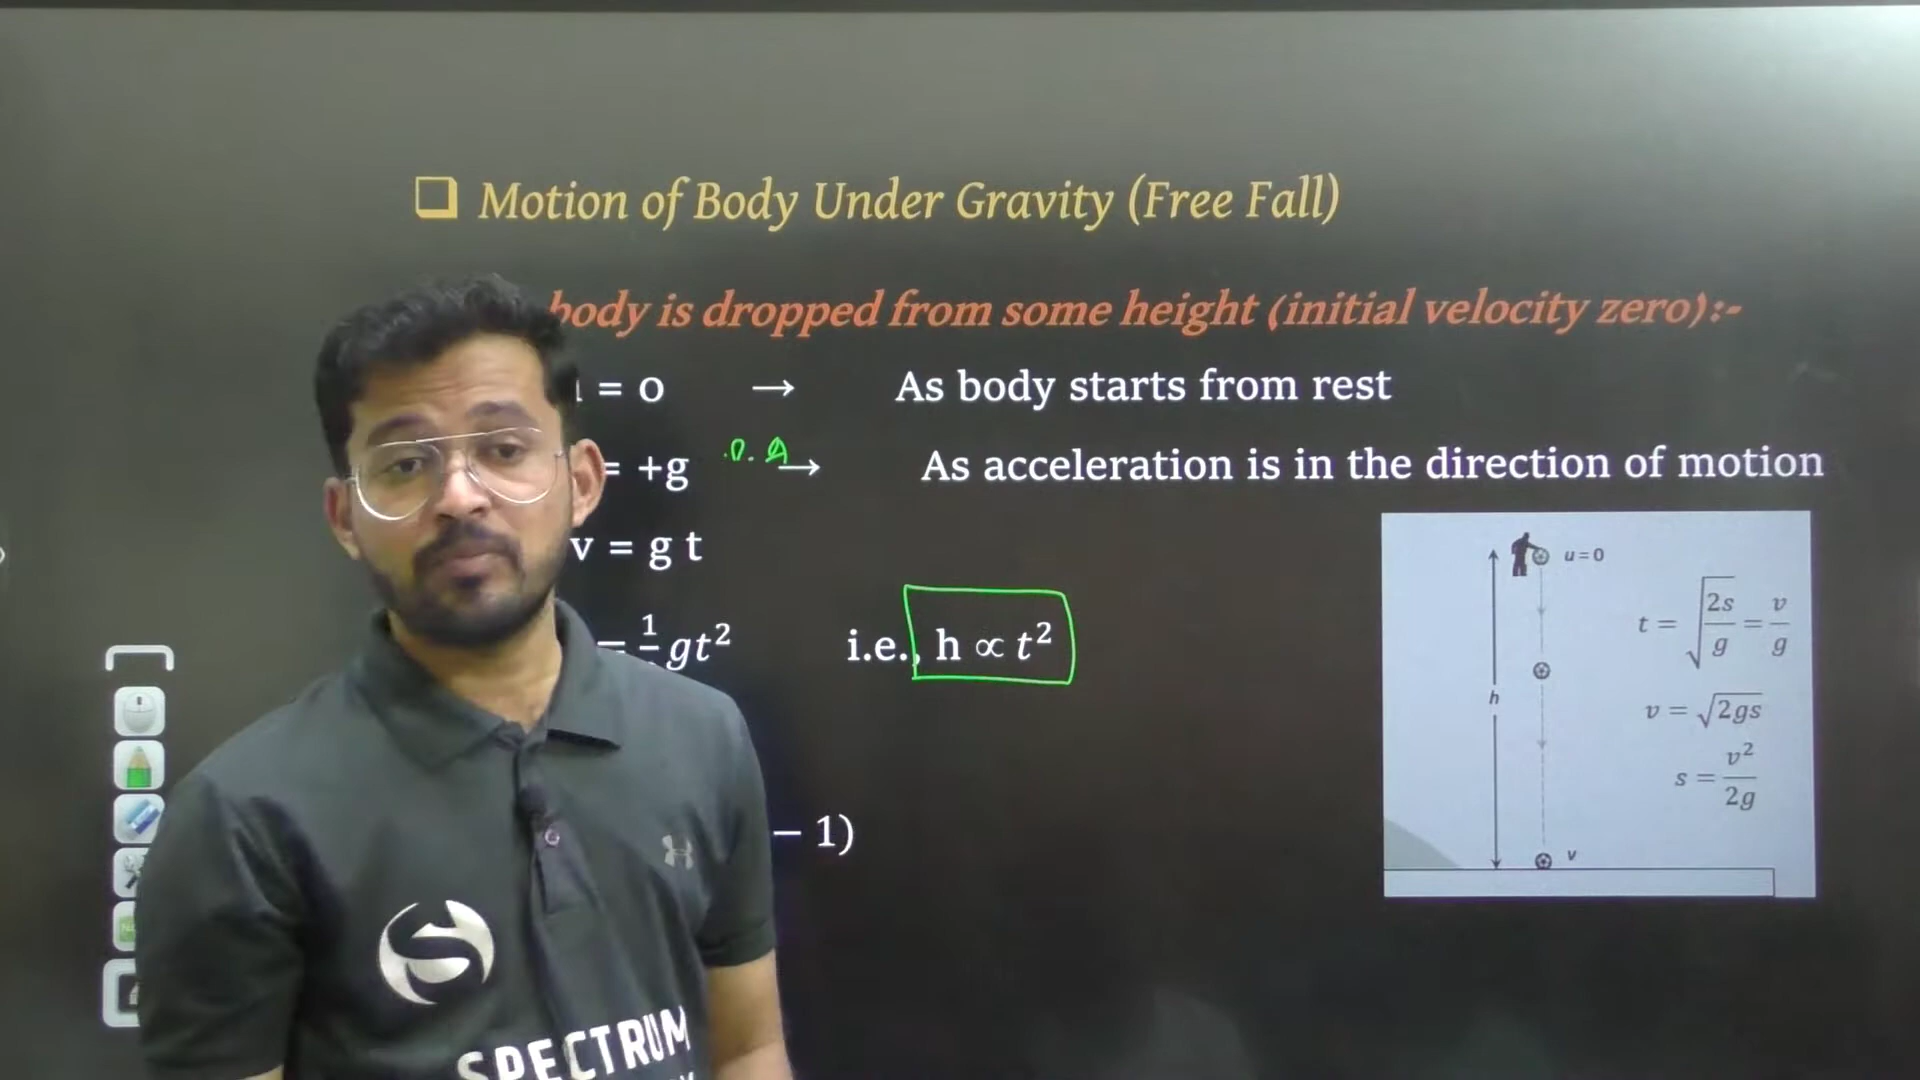 ❑ Motion of Body Under Gravity (Free Fall)
body is dropped from some height (initial velocity zero):-
= 0 → As body starts from rest
= +g → As acceleration is in the direction of motion
v = g t
= 1/2 gt² i.e., h ∝ t²
− 1)
u=0
t = √(2s/g) = v/g
h
v = √2gs
s = v²/2g
v
SPECTRUM